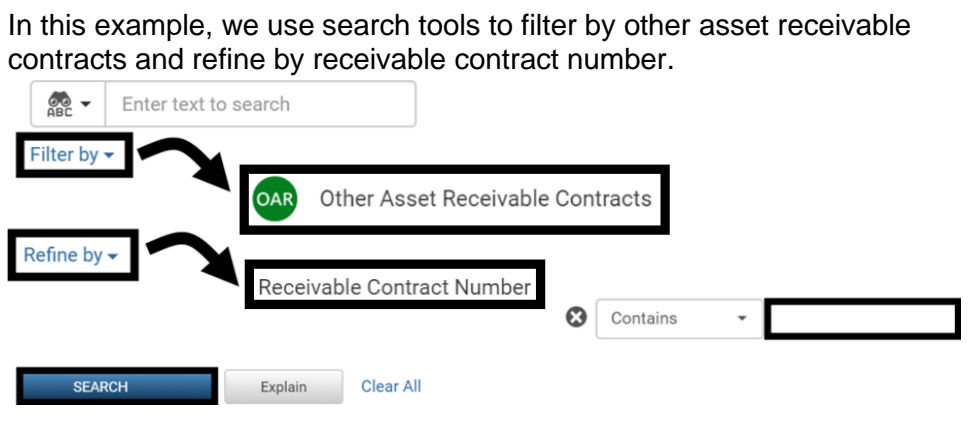 In this example, we use search tools to filter by other asset receivable
contracts and refine by receivable contract number.
ABC Enter text to search
Filter by
OAR Other Asset Receivable Contracts
Refine by
Receivable Contract Number
Contains
SEARCH Explain Clear All